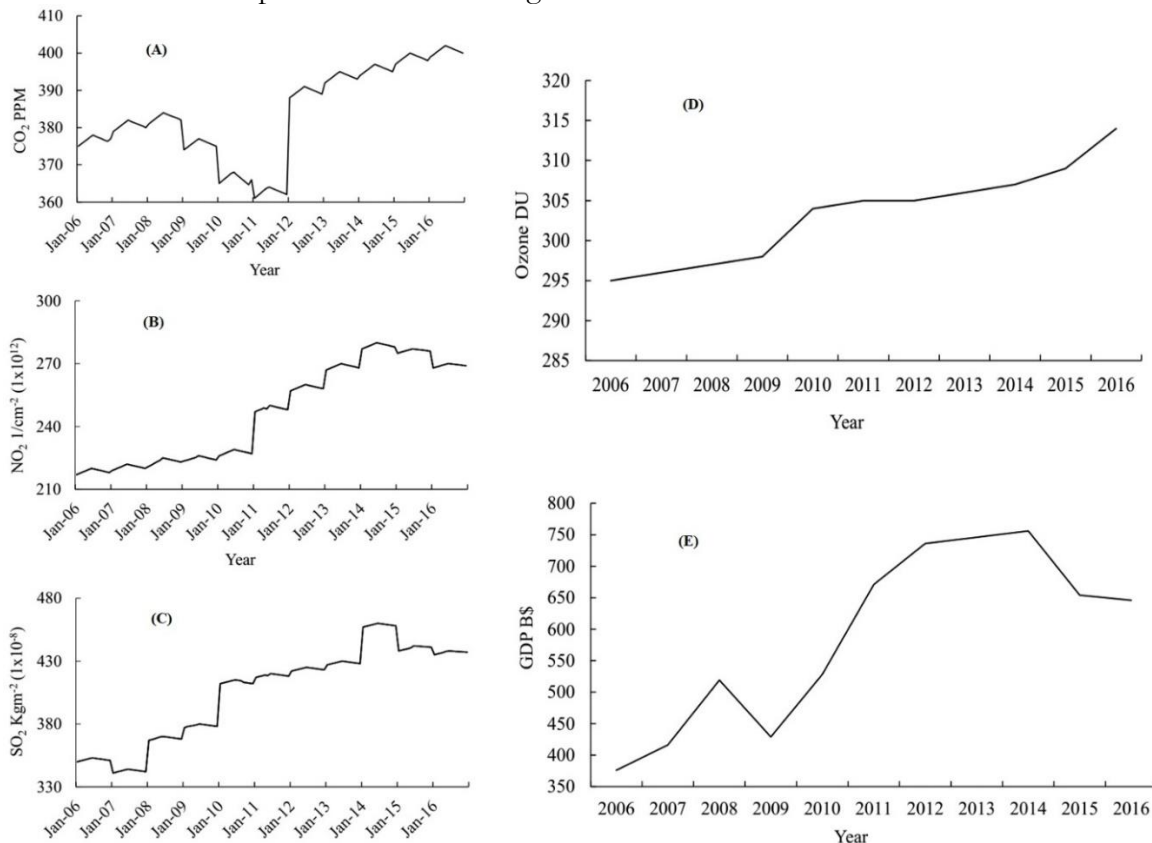 (A)
410
400
390
380
370
360
CO₂ PPM
Jan-06
Jan-07
Jan-08
Jan-09
Jan-10
Jan-11
Jan-12
Jan-13
Jan-14
Jan-15
Jan-16
Year
(B)
300
270
240
210
NO₂ 1/cm⁻² (1x10¹²)
Jan-06
Jan-07
Jan-08
Jan-09
Jan-10
Jan-11
Jan-12
Jan-13
Jan-14
Jan-15
Jan-16
Year
(C)
480
430
380
330
SO₂ Kgm⁻² (1x10⁻⁸)
Jan-06
Jan-07
Jan-08
Jan-09
Jan-10
Jan-11
Jan-12
Jan-13
Jan-14
Jan-15
Jan-16
(D)
320
315
310
305
300
295
290
285
Ozone DU
2006 2007 2008 2009 2010 2011 2012 2013 2014 2015 2016
Year
(E)
800
750
700
650
600
550
500
450
400
350
GDP B$
2006 2007 2008 2009 2010 2011 2012 2013 2014 2015 2016
Year